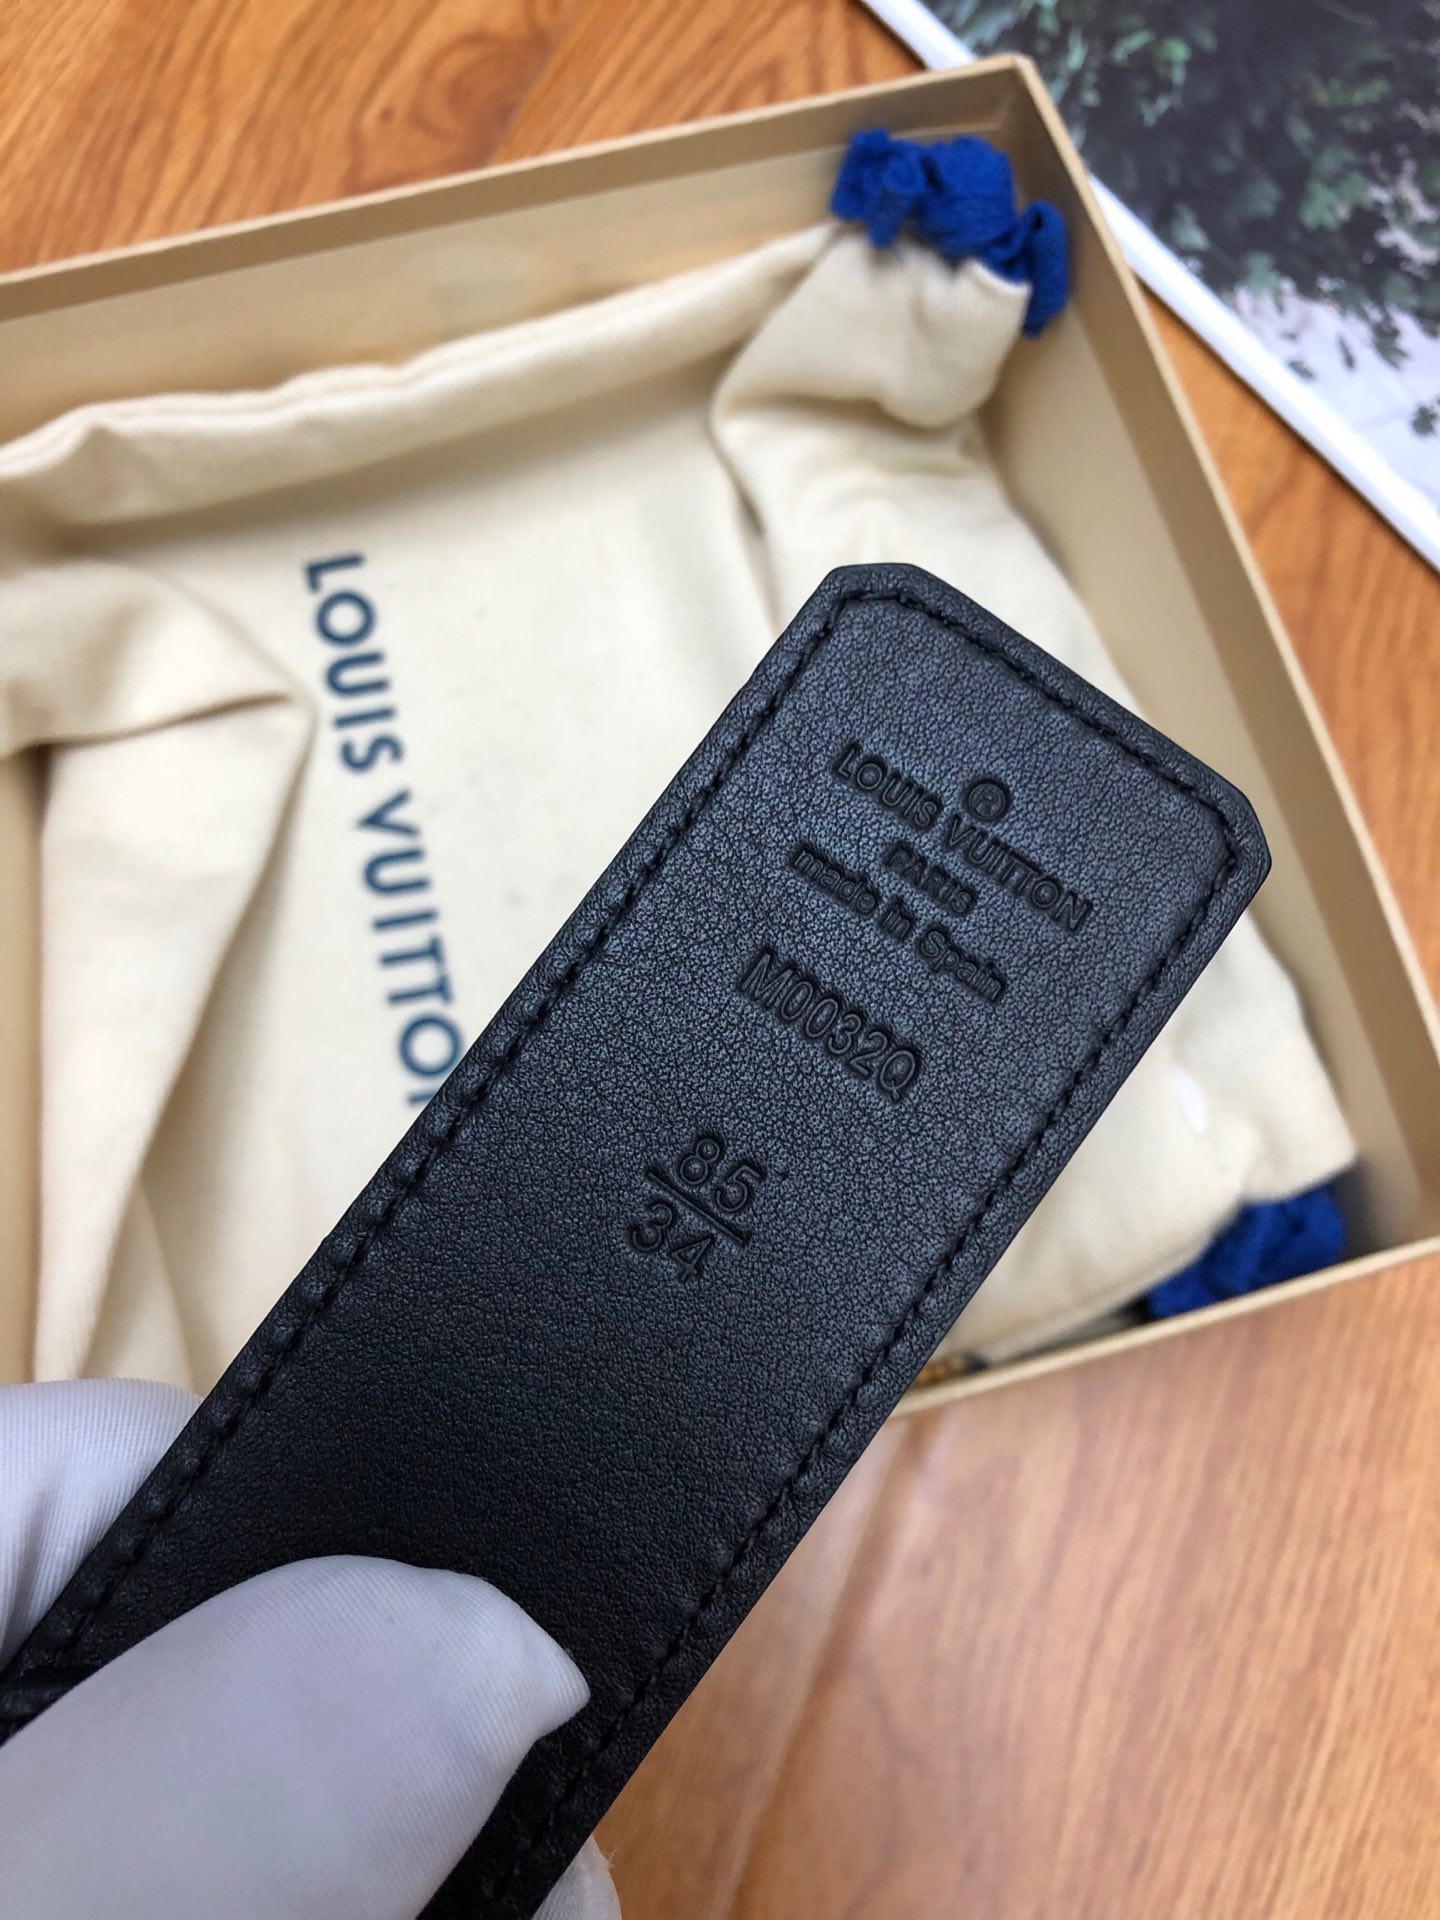 LOUIS VUITTON
®
LOUIS VUITTON
PARIS
made in Spain
M0032Q
85
34